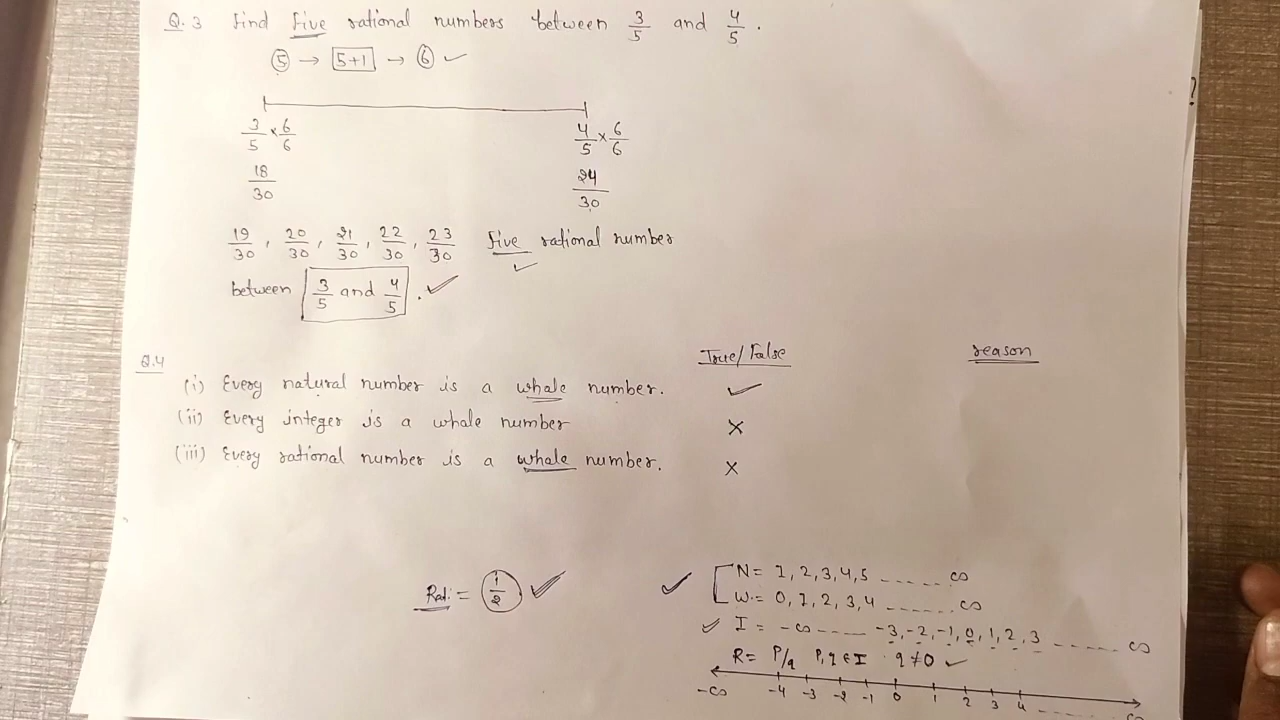 Q.3 Find Five rational numbers between 3/5 and 4/5 .
5 → 5+1 → 6 ✓
3/5 × 6/6 4/5 × 6/6
18/30 24/30
19/30 , 20/30 , 21/30 , 22/30 , 23/30 five rational number ✓
between 3/5 and 4/5 . ✓
Q.4 True/False reason
(i) Every natural number is a whole number. ✓
(ii) Every integer is a whole number ×
(iii) Every rational number is a whole number. ×
Rat: = 1/2 ✓
✓ N = 1, 2, 3, 4, 5 ------ ∞
W = 0, 1, 2, 3, 4 ------- ∞
✓ I = -∞ ----- -3, -2, -1, 0, 1, 2, 3 ------ ∞
R = P/q P, q ∈ I q ≠ 0 ✓
-∞ -4 -3 -2 -1 0 1 2 3 4 ----- ∞
?